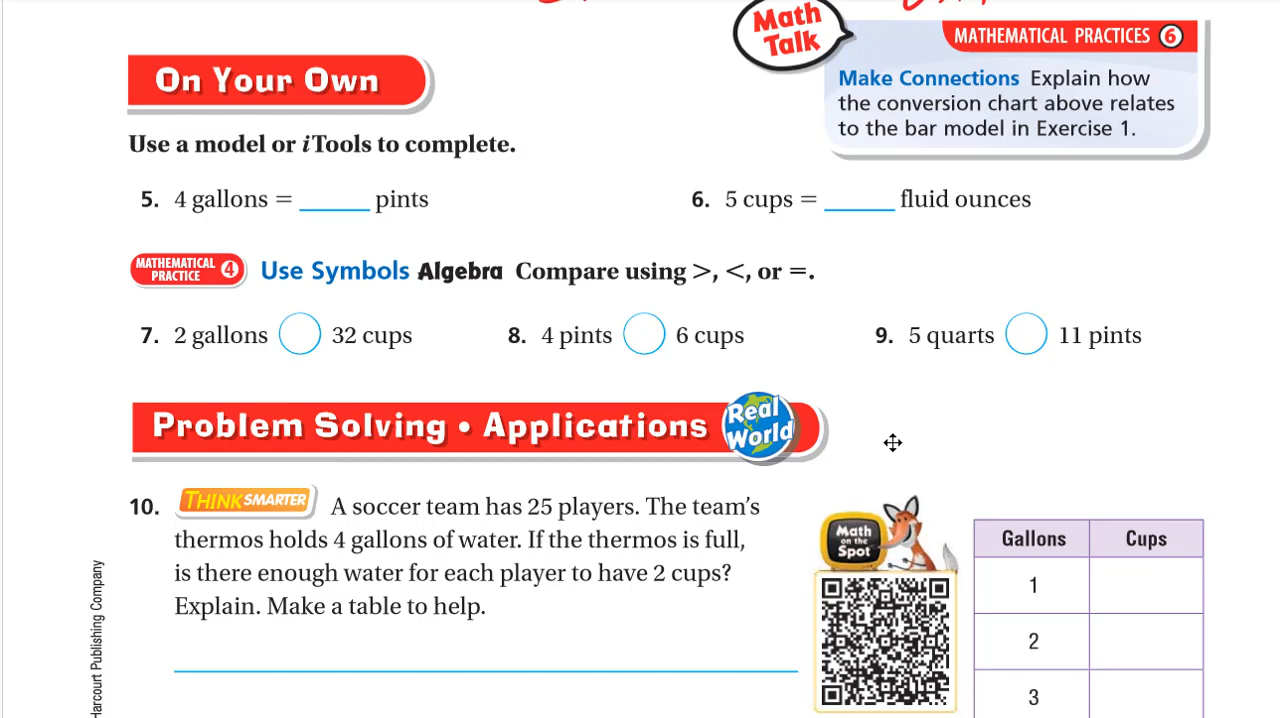 Math
Talk
MATHEMATICAL PRACTICES 6
Make Connections Explain how
the conversion chart above relates
to the bar model in Exercise 1.
On Your Own
Use a model or iTools to complete.
5. 4 gallons = ______ pints
6. 5 cups = ______ fluid ounces
MATHEMATICAL
PRACTICE 4
Use Symbols Algebra Compare using >, <, or =.
7. 2 gallons ◯ 32 cups
8. 4 pints ◯ 6 cups
9. 5 quarts ◯ 11 pints
Problem Solving • Applications
Real
World
10. THINK SMARTER A soccer team has 25 players. The team's
thermos holds 4 gallons of water. If the thermos is full,
is there enough water for each player to have 2 cups?
Explain. Make a table to help.
Math
on the
Spot
Gallons Cups
1
2
3
Harcourt Publishing Company